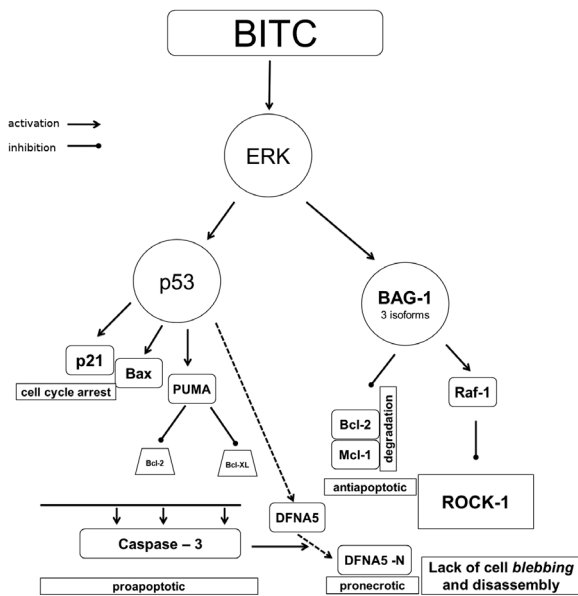 BITC
activation
inhibition
ERK
p53
BAG-1
3 isoforms
p21
Bax
PUMA
cell cycle arrest
Raf-1
Bcl-2
Mcl-1
degradation
Bcl-2
Bcl-XL
antiapoptotic
ROCK-1
DFNA5
Caspase – 3
DFNA5 -N
proapoptotic
pronecrotic
Lack of cell blebbing
and disassembly